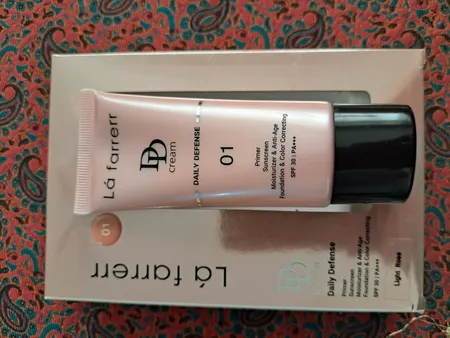 Lá farrerr
DD
cream
DAILY DEFENSE
01
Primer
Sunscreen
Moisturizer & Anti-Age
Foundation & Color Correcting
SPF 30 : PA+++
01
Lá farrerr
DD
Daily Defense
Primer
Sunscreen
Moisturizer & Anti Age
Foundation & Color Correcting
SPF 30 : PA+++
Light Rose